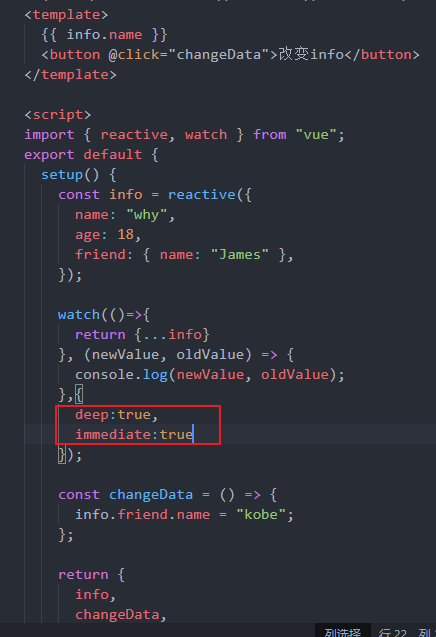 <template>
  {{ info.name }}
  <button @click="changeData">改变info</button>
</template>

<script>
import { reactive, watch } from "vue";
export default {
  setup() {
    const info = reactive({
      name: "why",
      age: 18,
      friend: { name: "James" },
    });

    watch(()=>{
      return {...info}
    }, (newValue, oldValue) => {
      console.log(newValue, oldValue);
    },{
      deep:true,
      immediate:true
    });

    const changeData = () => {
      info.friend.name = "kobe";
    };

    return {
      info,
      changeData,
列选择 行 22, 列